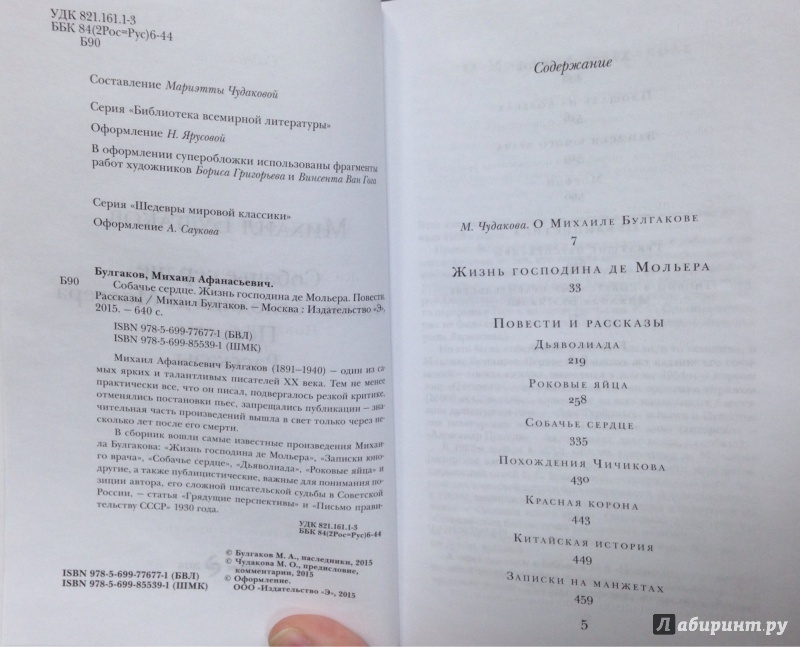 УДК 821.161.1-3
ББК 84(2Рос=Рус)6-44
Б90
Составление Мариэтты Чудаковой
Серия «Библиотека всемирной литературы»
Оформление Н. Ярусовой
В оформлении суперобложки использованы фрагменты
работ художников Бориса Григорьева и Винсента Ван Гога
Серия «Шедевры мировой классики»
Оформление А. Саукова
Булгаков, Михаил Афанасьевич.
Б90 Собачье сердце. Жизнь господина де Мольера. Повести.
Рассказы / Михаил Булгаков. – Москва : Издательство «Э»,
2015. – 640 с.
ISBN 978-5-699-77677-1 (БВЛ)
ISBN 978-5-699-85539-1 (ШМК)
Михаил Афанасьевич Булгаков (1891–1940) – один из са-
мых ярких и талантливых писателей XX века. Тем не менее
практически все, что он писал, подвергалось резкой критике,
отменялись постановки пьес, запрещались публикации – зна-
чительная часть произведений вышла в свет только через не-
сколько лет после его смерти.
В сборник вошли самые известные произведения Михаи-
ла Булгакова: «Жизнь господина де Мольера», «Записки юно-
го врача», «Собачье сердце», «Дьяволиада», «Роковые яйца» и
другие, а также публицистические, важные для понимания по-
зиции автора, его сложной писательской судьбы в Советской
России, – статья «Грядущие перспективы» и «Письмо прави-
тельству СССР» 1930 года.
УДК 821.161.1-3
ББК 84(2Рос=Рус)6-44
© Булгаков М. А., наследники, 2015
© Чудакова М. О., предисловие,
комментарии, 2015
© Оформление.
ООО «Издательство «Э», 2015
ISBN 978-5-699-77677-1 (БВЛ)
ISBN 978-5-699-85539-1 (ШМК)
Содержание
М. Чудакова. О Михаиле Булгакове
7
Жизнь господина де Мольера
33
Повести и рассказы
Дьяволиада
219
Роковые яйца
258
Собачье сердце
335
Похождения Чичикова
430
Красная корона
443
Китайская история
449
Записки на манжетах
459
5
Лабиринт.ру